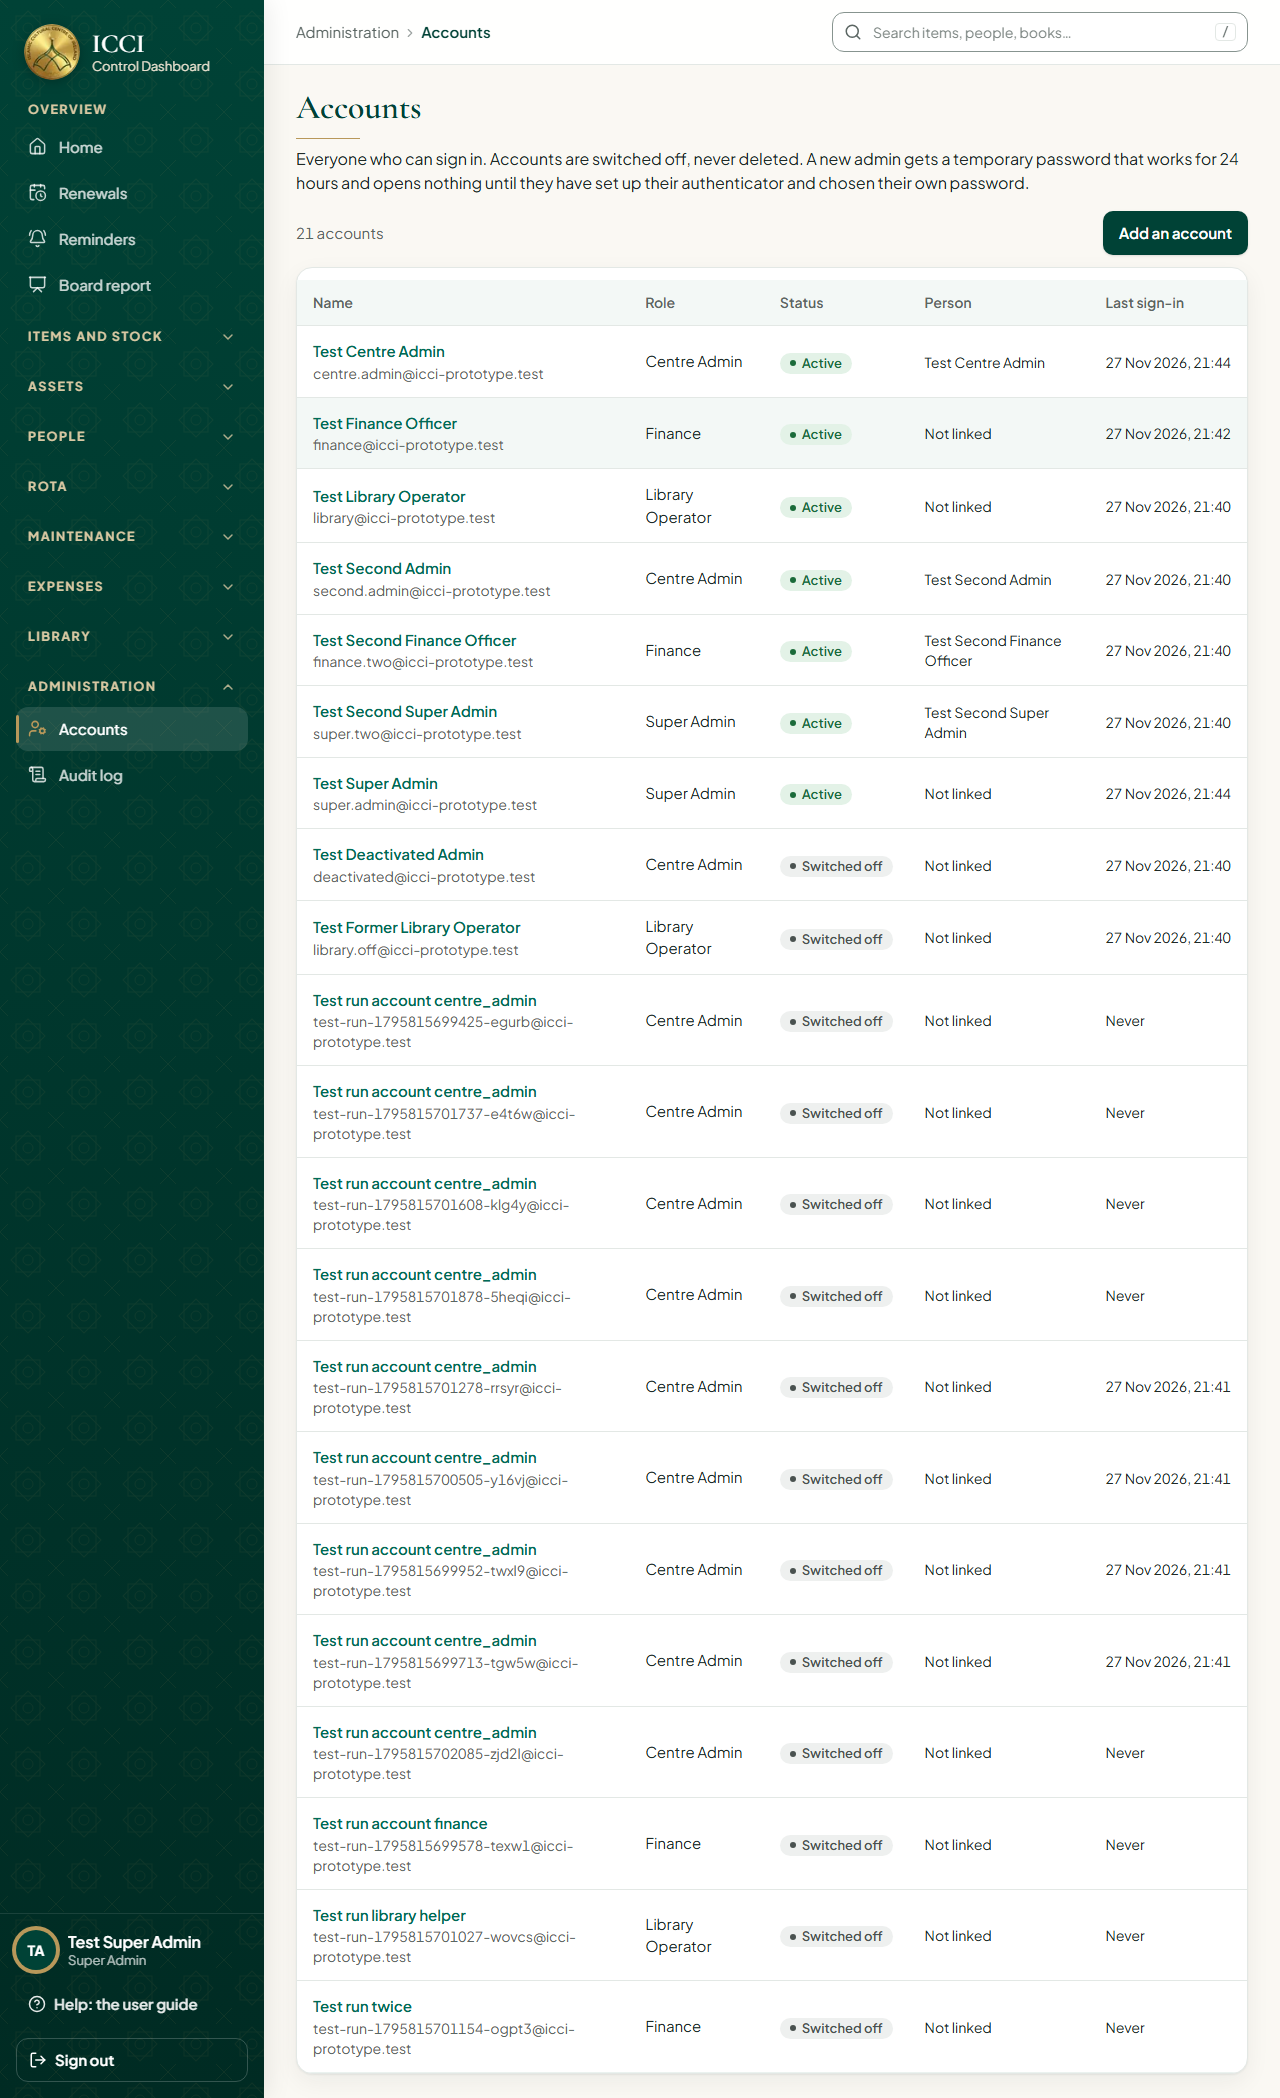 ICCI
Control Dashboard
OVERVIEW
Home
Renewals
Reminders
Board report
ITEMS AND STOCK
ASSETS
PEOPLE
ROTA
MAINTENANCE
EXPENSES
LIBRARY
ADMINISTRATION
Accounts
Audit log
TA
Test Super Admin
Super Admin
Help: the user guide
Sign out
Administration > Accounts
Search items, people, books...
/
Accounts
Everyone who can sign in. Accounts are switched off, never deleted. A new admin gets a temporary password that works for 24
hours and opens nothing until they have set up their authenticator and chosen their own password.
21 accounts
Add an account
Name Role Status Person Last sign-in
Test Centre Admin
centre.admin@icci-prototype.test
Centre Admin
Active
Test Centre Admin
27 Nov 2026, 21:44
Test Finance Officer
finance@icci-prototype.test
Finance
Active
Not linked
27 Nov 2026, 21:42
Test Library Operator
library@icci-prototype.test
Library
Operator
Active
Not linked
27 Nov 2026, 21:40
Test Second Admin
second.admin@icci-prototype.test
Centre Admin
Active
Test Second Admin
27 Nov 2026, 21:40
Test Second Finance Officer
finance.two@icci-prototype.test
Finance
Active
Test Second Finance
Officer
27 Nov 2026, 21:40
Test Second Super Admin
super.two@icci-prototype.test
Super Admin
Active
Test Second Super
Admin
27 Nov 2026, 21:40
Test Super Admin
super.admin@icci-prototype.test
Super Admin
Active
Not linked
27 Nov 2026, 21:44
Test Deactivated Admin
deactivated@icci-prototype.test
Centre Admin
Switched off
Not linked
27 Nov 2026, 21:40
Test Former Library Operator
library.off@icci-prototype.test
Library
Operator
Switched off
Not linked
27 Nov 2026, 21:40
Test run account centre_admin
test-run-1795815699425-egurb@icci-
prototype.test
Centre Admin
Switched off
Not linked
Never
Test run account centre_admin
test-run-1795815701737-e4t6w@icci-
prototype.test
Centre Admin
Switched off
Not linked
Never
Test run account centre_admin
test-run-1795815701608-klg4y@icci-
prototype.test
Centre Admin
Switched off
Not linked
Never
Test run account centre_admin
test-run-1795815701878-5heqi@icci-
prototype.test
Centre Admin
Switched off
Not linked
Never
Test run account centre_admin
test-run-1795815701278-rrsyr@icci-
prototype.test
Centre Admin
Switched off
Not linked
27 Nov 2026, 21:41
Test run account centre_admin
test-run-1795815700505-y16vj@icci-
prototype.test
Centre Admin
Switched off
Not linked
27 Nov 2026, 21:41
Test run account centre_admin
test-run-1795815699952-twxl9@icci-
prototype.test
Centre Admin
Switched off
Not linked
27 Nov 2026, 21:41
Test run account centre_admin
test-run-1795815699713-tgw5w@icci-
prototype.test
Centre Admin
Switched off
Not linked
27 Nov 2026, 21:41
Test run account centre_admin
test-run-1795815702085-zjd2l@icci-
prototype.test
Centre Admin
Switched off
Not linked
Never
Test run account finance
test-run-1795815699578-texw1@icci-
prototype.test
Finance
Switched off
Not linked
Never
Test run library helper
test-run-1795815701027-wovcs@icci-
prototype.test
Library
Operator
Switched off
Not linked
Never
Test run twice
test-run-1795815701154-ogpt3@icci-
prototype.test
Finance
Switched off
Not linked
Never